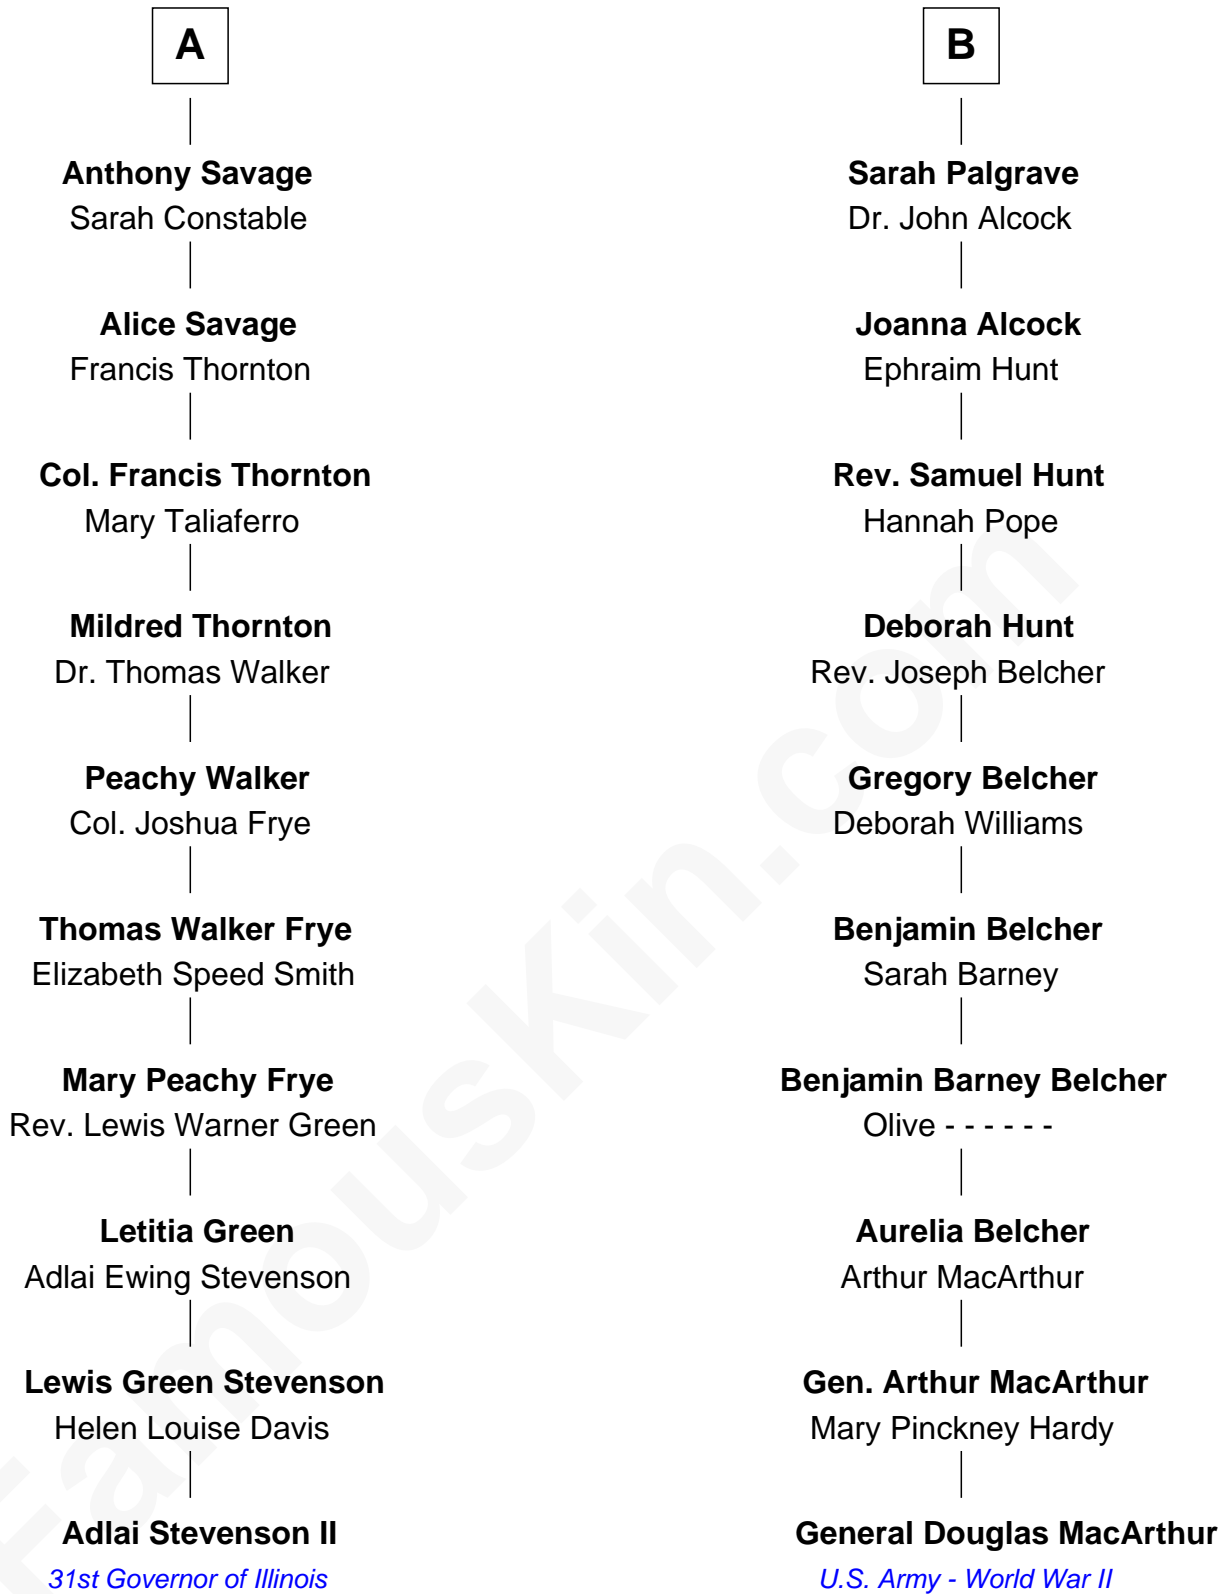 A
Anthony Savage
Sarah Constable
Alice Savage
Francis Thornton
Col. Francis Thornton
Mary Taliaferro
Mildred Thornton
Dr. Thomas Walker
Peachy Walker
Col. Joshua Frye
Thomas Walker Frye
Elizabeth Speed Smith
Mary Peachy Frye
Rev. Lewis Warner Green
Letitia Green
Adlai Ewing Stevenson
Lewis Green Stevenson
Helen Louise Davis
Adlai Stevenson II
31st Governor of Illinois
B
Sarah Palgrave
Dr. John Alcock
Joanna Alcock
Ephraim Hunt
Rev. Samuel Hunt
Hannah Pope
Deborah Hunt
Rev. Joseph Belcher
Gregory Belcher
Deborah Williams
Benjamin Belcher
Sarah Barney
Benjamin Barney Belcher
Olive - - - - - -
Aurelia Belcher
Arthur MacArthur
Gen. Arthur MacArthur
Mary Pinckney Hardy
General Douglas MacArthur
U.S. Army - World War II
FamousKin.com